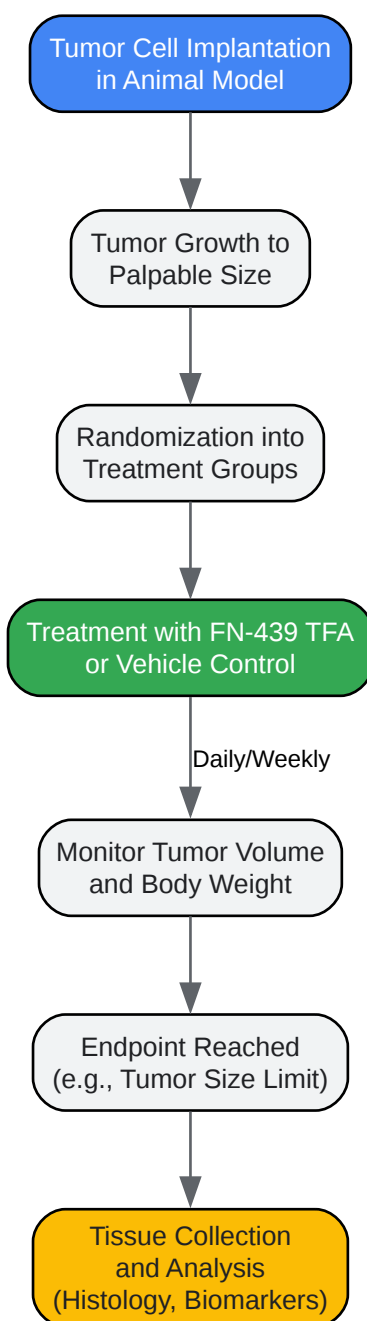 Tumor Cell Implantation
in Animal Model
Tumor Growth to
Palpable Size
Randomization into
Treatment Groups
Treatment with FN-439 TFA
or Vehicle Control
Daily/Weekly
Monitor Tumor Volume
and Body Weight
Endpoint Reached
(e.g., Tumor Size Limit)
Tissue Collection
and Analysis
(Histology, Biomarkers)